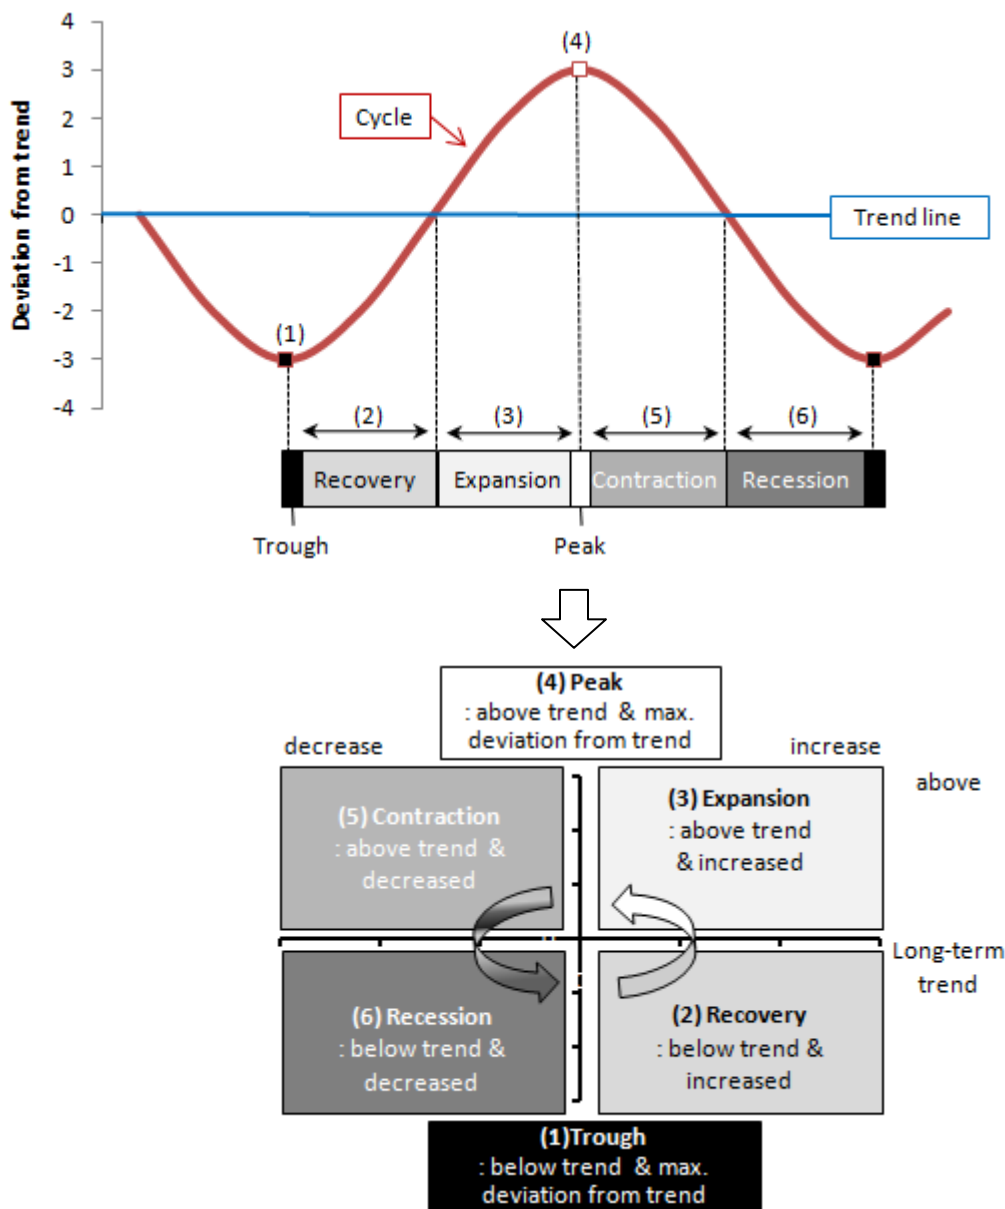 4
(4)
3
Cycle
2
1
0
Trend line
-1
-2
(1)
-3
-4
Deviation from trend
(2)
(3)
(5)
(6)
Recovery
Expansion
Contraction
Recession
Trough
Peak
(4) Peak
: above trend & max.
deviation from trend
decrease
increase
above
(5) Contraction
: above trend &
decreased
(3) Expansion
: above trend
& increased
Long-term
trend
(6) Recession
: below trend &
decreased
(2) Recovery
: below trend &
increased
(1)Trough
: below trend & max.
deviation from trend